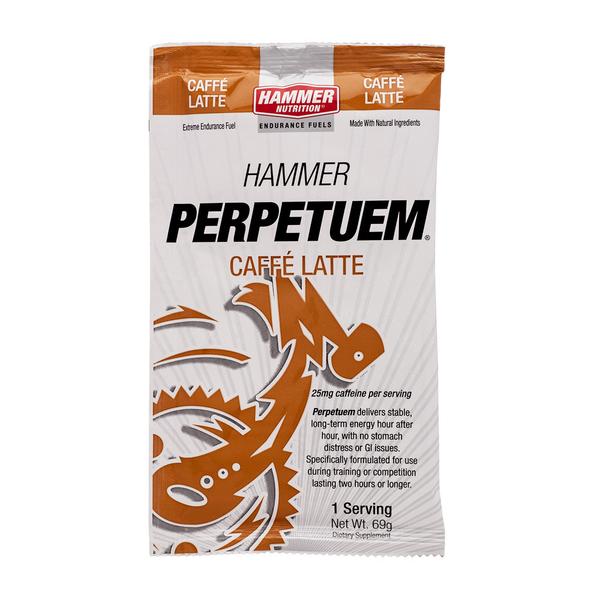 CAFFÉ
LATTE
HAMMER
NUTRITION®
ENDURANCE FUELS
CAFFÉ
LATTE
Extreme Endurance Fuel
Made With Natural Ingredients
HAMMER
PERPETUEM®
CAFFÉ LATTE
25mg caffeine per serving
Perpetuem delivers stable,
long-term energy hour after
hour, with no stomach
distress or GI issues.
Specifically formulated for use
during training or competition
lasting two hours or longer.
1 Serving
Net Wt. 69g
Dietary Supplement